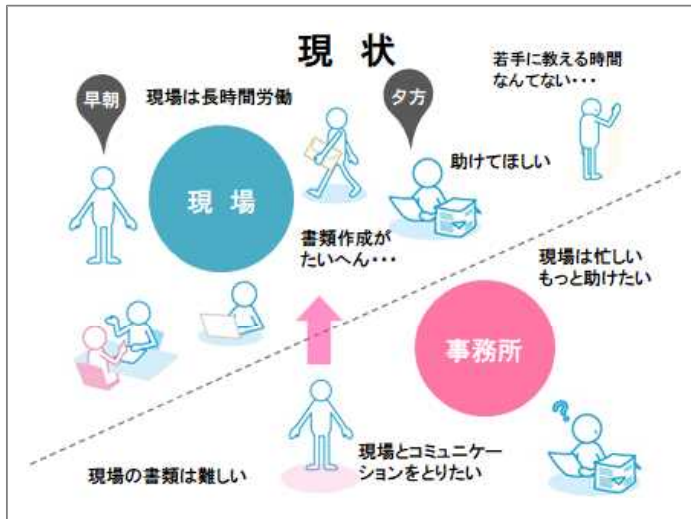 現 状
早朝
現場は長時間労働
夕方
若手に教える時間
なんてない・・・
現 場
助けてほしい
書類作成が
たいへん・・・
現場は忙しい
もっと助けたい
事務所
?
現場の書類は難しい
現場とコミュニケー
ションをとりたい